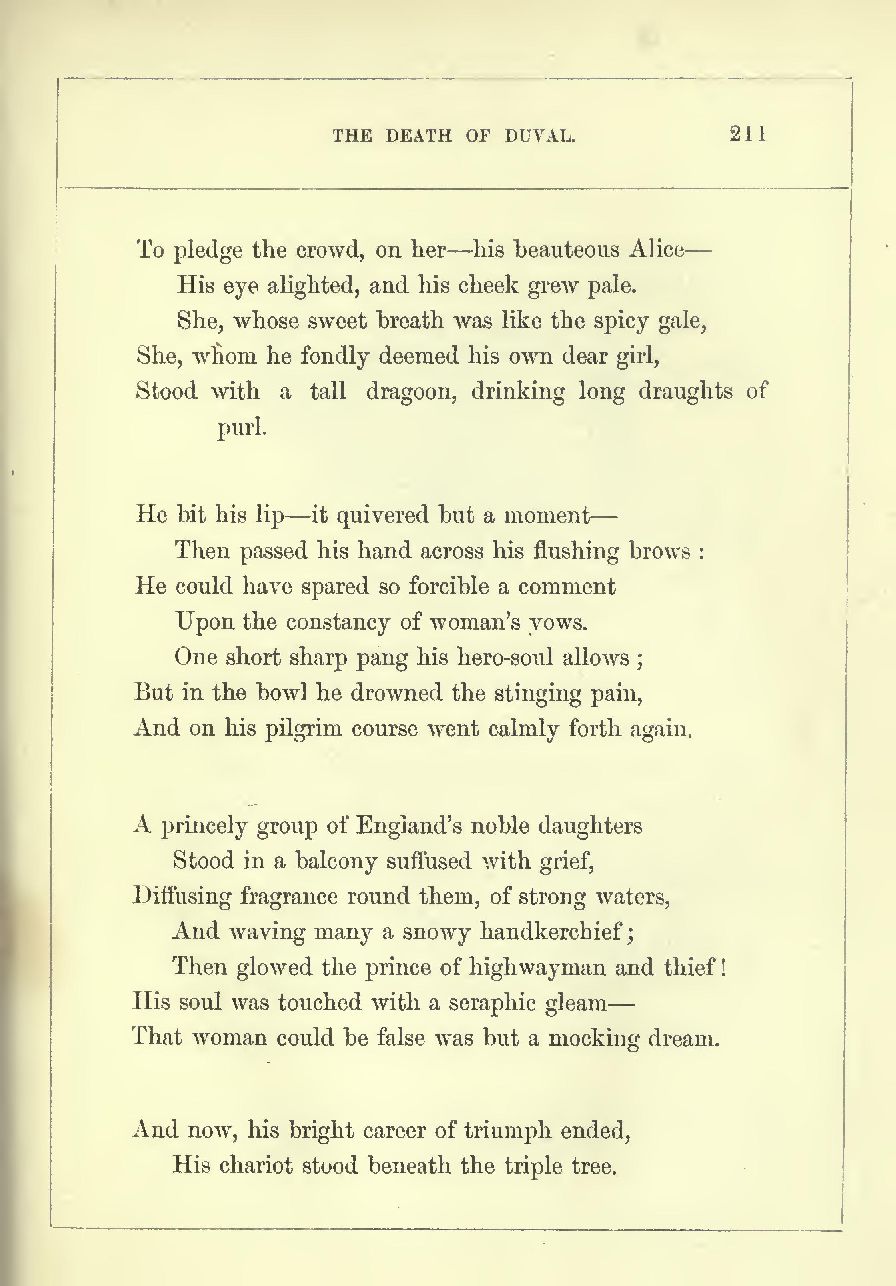 THE DEATH OF DUVAL. 211
To pledge the crowd, on her—his beauteous Alice—
His eye alighted, and his cheek grew pale.
She, whose sweet breath was like the spicy gale,
She, whom he fondly deemed his own dear girl,
Stood with a tall dragoon, drinking long draughts of
purl.
He bit his lip—it quivered but a moment—
Then passed his hand across his flushing brows :
He could have spared so forcible a comment
Upon the constancy of woman's vows.
One short sharp pang his hero-soul allows ;
But in the bowl he drowned the stinging pain,
And on his pilgrim course went calmly forth again.
A princely group of England's noble daughters
Stood in a balcony suffused with grief,
Diffusing fragrance round them, of strong waters,
And waving many a snowy handkerchief ;
Then glowed the prince of highwayman and thief !
His soul was touched with a seraphic gleam—
That woman could be false was but a mocking dream.
And now, his bright career of triumph ended,
His chariot stood beneath the triple tree.